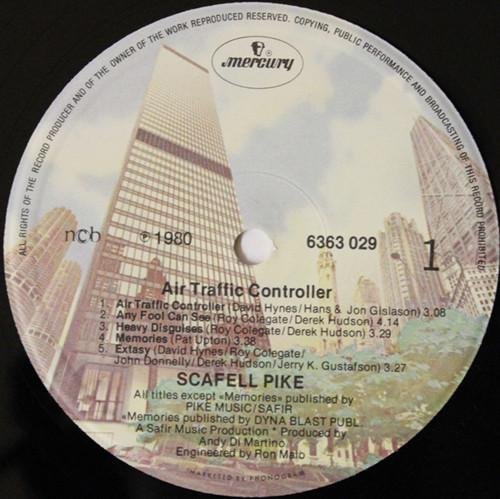 ALL RIGHTS OF THE RECORD PRODUCER AND OF THE OWNER OF THE WORK REPRODUCED RESERVED. COPYING, PUBLIC PERFORMANCE AND BROADCASTING OF THIS RECORD PROHIBITED
mercury ®
ncb ℗ 1980 6363 029 1
Air Traffic Controller
1. Air Traffic Controller (David Hynes/Hans & Jon Gislason) 3.08
2. Any Fool Can See (Roy Colegate/Derek Hudson) 4.14
3. Heavy Disguises (Roy Colegate/Derek Hudson) 3.29
4. Memories (Pat Upton) 3.38
5. Extasy (David Hynes/Roy Colegate/
John Donnelly/Derek Hudson/Jerry K. Gustafson) 3.27
SCAFELL PIKE
All titles except «Memories» published by
PIKE MUSIC/SAFIR
«Memories published by DYNA BLAST PUBL.
A Safir Music Production * Produced by
Andy Di Martino
Engineered by Ron Malo
MARKETED BY PHONOGRAM